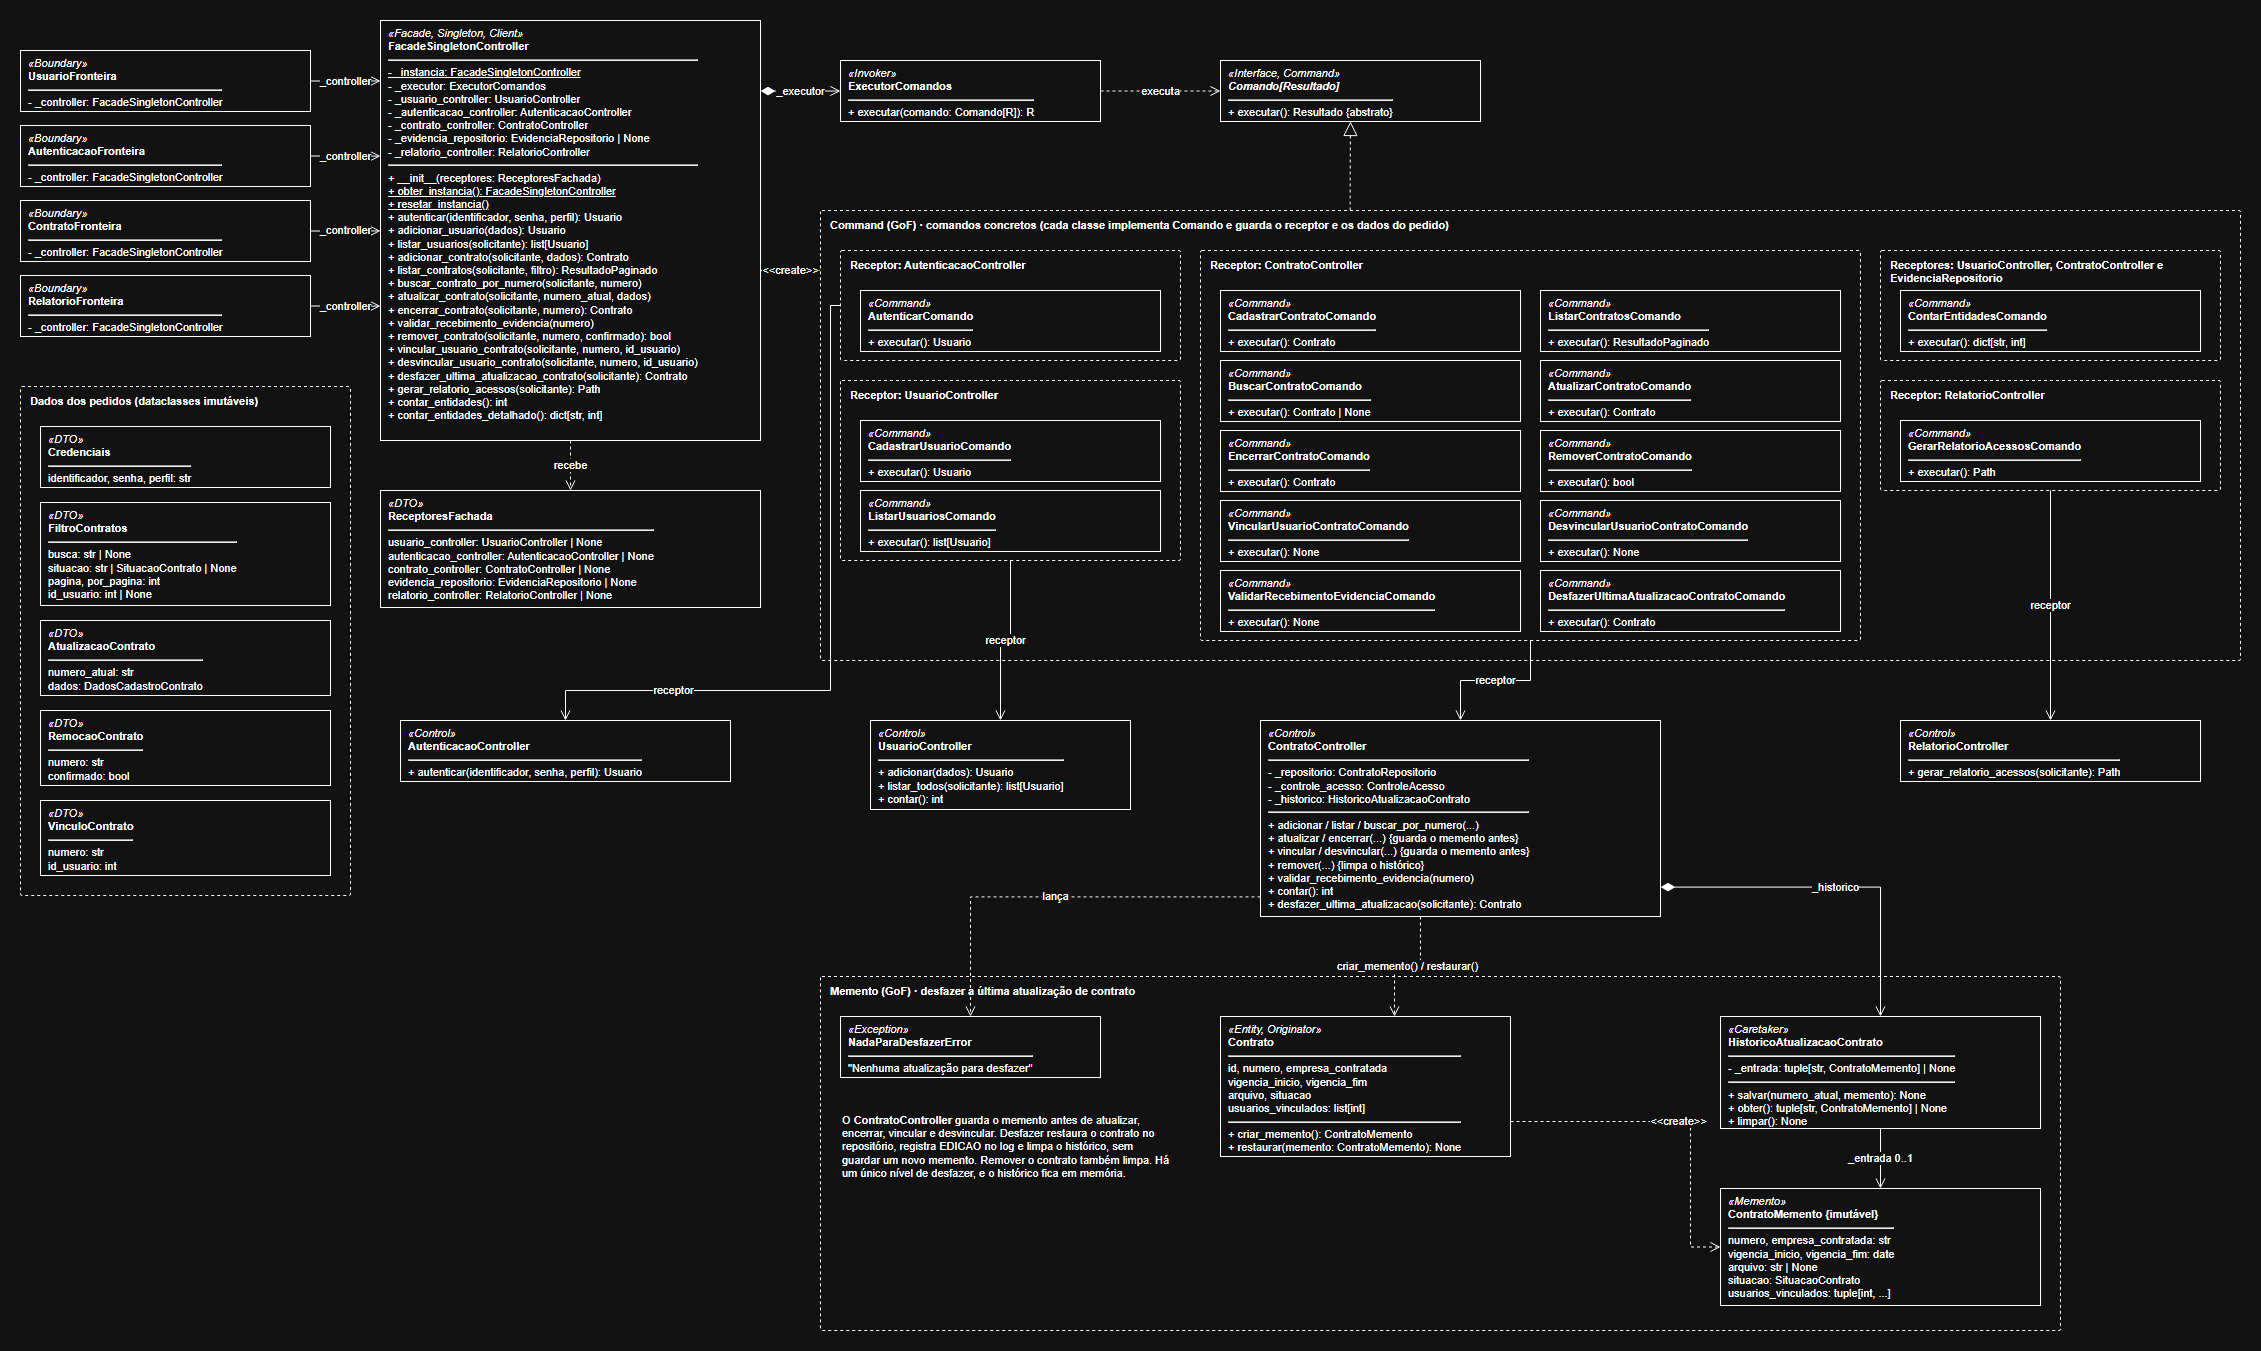 «Boundary»
UsuarioFronteira
- _controller: FacadeSingletonController
_controller
«Boundary»
AutenticacaoFronteira
- _controller: FacadeSingletonController
_controller
«Boundary»
ContratoFronteira
- _controller: FacadeSingletonController
_controller
«Boundary»
RelatorioFronteira
- _controller: FacadeSingletonController
_controller
«Facade, Singleton, Client»
FacadeSingletonController
- _instancia: FacadeSingletonController
- _executor: ExecutorComandos
- _usuario_controller: UsuarioController
- _autenticacao_controller: AutenticacaoController
- _contrato_controller: ContratoController
- _evidencia_repositorio: EvidenciaRepositorio | None
- _relatorio_controller: RelatorioController
+ __init__(receptores: ReceptoresFachada)
+ obter_instancia(): FacadeSingletonController
+ resetar_instancia()
+ autenticar(identificador, senha, perfil): Usuario
+ adicionar_usuario(dados): Usuario
+ listar_usuarios(solicitante): list[Usuario]
+ adicionar_contrato(solicitante, dados): Contrato
+ listar_contratos(solicitante, filtro): ResultadoPaginado
+ buscar_contrato_por_numero(solicitante, numero)
+ atualizar_contrato(solicitante, numero_atual, dados)
+ encerrar_contrato(solicitante, numero): Contrato
+ validar_recebimento_evidencia(numero)
+ remover_contrato(solicitante, numero, confirmado): bool
+ vincular_usuario_contrato(solicitante, numero, id_usuario)
+ desvincular_usuario_contrato(solicitante, numero, id_usuario)
+ desfazer_ultima_atualizacao_contrato(solicitante): Contrato
+ gerar_relatorio_acessos(solicitante): Path
+ contar_entidades(): int
+ contar_entidades_detalhado(): dict[str, int]
_executor
«Invoker»
ExecutorComandos
+ executar(comando: Comando[R]): R
executa
«Interface, Command»
Comando[Resultado]
+ executar(): Resultado {abstrato}
<<create>>
recebe
«DTO»
ReceptoresFachada
usuario_controller: UsuarioController | None
autenticacao_controller: AutenticacaoController | None
contrato_controller: ContratoController | None
evidencia_repositorio: EvidenciaRepositorio | None
relatorio_controller: RelatorioController | None
Dados dos pedidos (dataclasses imutáveis)
«DTO»
Credenciais
identificador, senha, perfil: str
«DTO»
FiltroContratos
busca: str | None
situacao: str | SituacaoContrato | None
pagina, por_pagina: int
id_usuario: int | None
«DTO»
AtualizacaoContrato
numero_atual: str
dados: DadosCadastroContrato
«DTO»
RemocaoContrato
numero: str
confirmado: bool
«DTO»
VinculoContrato
numero: str
id_usuario: int
Command (GoF) · comandos concretos (cada classe implementa Comando e guarda o receptor e os dados do pedido)
Receptor: AutenticacaoController
«Command»
AutenticarComando
+ executar(): Usuario
Receptor: UsuarioController
«Command»
CadastrarUsuarioComando
+ executar(): Usuario
«Command»
ListarUsuariosComando
+ executar(): list[Usuario]
Receptor: ContratoController
«Command»
CadastrarContratoComando
+ executar(): Contrato
«Command»
ListarContratosComando
+ executar(): ResultadoPaginado
«Command»
BuscarContratoComando
+ executar(): Contrato | None
«Command»
AtualizarContratoComando
+ executar(): Contrato
«Command»
EncerrarContratoComando
+ executar(): Contrato
«Command»
RemoverContratoComando
+ executar(): bool
«Command»
VincularUsuarioContratoComando
+ executar(): None
«Command»
DesvincularUsuarioContratoComando
+ executar(): None
«Command»
ValidarRecebimentoEvidenciaComando
+ executar(): None
«Command»
DesfazerUltimaAtualizacaoContratoComando
+ executar(): Contrato
Receptores: UsuarioController, ContratoController e
EvidenciaRepositorio
«Command»
ContarEntidadesComando
+ executar(): dict[str, int]
Receptor: RelatorioController
«Command»
GerarRelatorioAcessosComando
+ executar(): Path
receptor
receptor
receptor
receptor
«Control»
AutenticacaoController
+ autenticar(identificador, senha, perfil): Usuario
«Control»
UsuarioController
+ adicionar(dados): Usuario
+ listar_todos(solicitante): list[Usuario]
+ contar(): int
«Control»
ContratoController
- _repositorio: ContratoRepositorio
- _controle_acesso: ControleAcesso
- _historico: HistoricoAtualizacaoContrato
+ adicionar / listar / buscar_por_numero(...)
+ atualizar / encerrar(...) {guarda o memento antes}
+ vincular / desvincular(...) {guarda o memento antes}
+ remover(...) {limpa o histórico}
+ validar_recebimento_evidencia(numero)
+ contar(): int
+ desfazer_ultima_atualizacao(solicitante): Contrato
«Control»
RelatorioController
+ gerar_relatorio_acessos(solicitante): Path
lança
_historico
criar_memento() / restaurar()
Memento (GoF) · desfazer a última atualização de contrato
«Exception»
NadaParaDesfazerError
"Nenhuma atualização para desfazer"
O ContratoController guarda o memento antes de atualizar,
encerrar, vincular e desvincular. Desfazer restaura o contrato no
repositório, registra EDICAO no log e limpa o histórico, sem
guardar um novo memento. Remover o contrato também limpa. Há
um único nível de desfazer, e o histórico fica em memória.
«Entity, Originator»
Contrato
id, numero, empresa_contratada
vigencia_inicio, vigencia_fim
arquivo, situacao
usuarios_vinculados: list[int]
+ criar_memento(): ContratoMemento
+ restaurar(memento: ContratoMemento): None
<<create>>
«Caretaker»
HistoricoAtualizacaoContrato
- _entrada: tuple[str, ContratoMemento] | None
+ salvar(numero_atual, memento): None
+ obter(): tuple[str, ContratoMemento] | None
+ limpar(): None
_entrada 0..1
«Memento»
ContratoMemento {imutável}
numero, empresa_contratada: str
vigencia_inicio, vigencia_fim: date
arquivo: str | None
situacao: SituacaoContrato
usuarios_vinculados: tuple[int, ...]